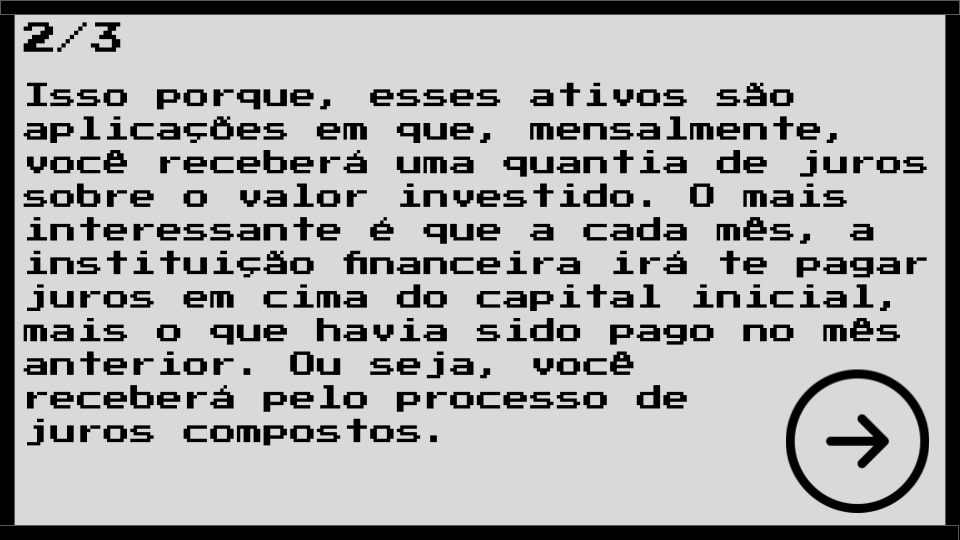 2/3
Isso porque, esses ativos são
aplicações em que, mensalmente,
você receberá uma quantia de juros
sobre o valor investido. O mais
interessante é que a cada mês, a
instituição financeira irá te pagar
juros em cima do capital inicial,
mais o que havia sido pago no mês
anterior. Ou seja, você
receberá pelo processo de
juros compostos.